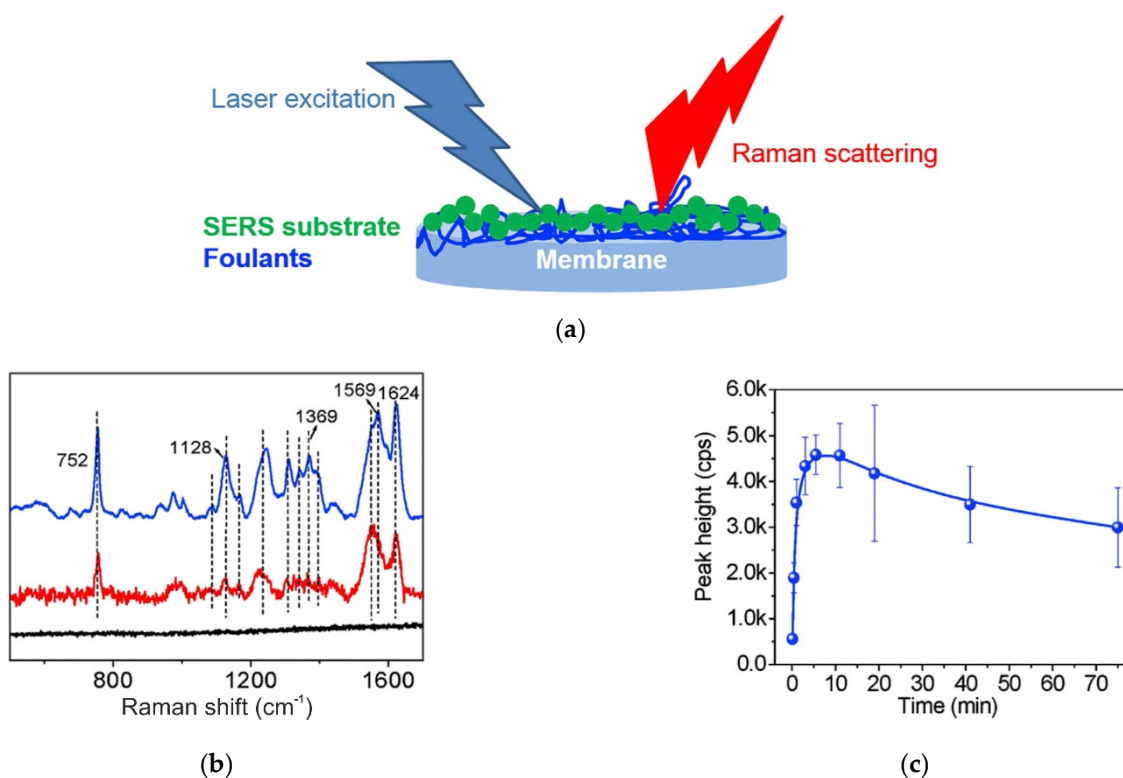 Laser excitation
Raman scattering
SERS substrate
Foulants
Membrane
(a)
752
1128
1369
1569
1624
800 1200 1600
Raman shift (cm⁻¹)
(b)
6.0k
5.0k
4.0k
3.0k
2.0k
1.0k
0.0
Peak height (cps)
0 10 20 30 40 50 60 70
Time (min)
(c)